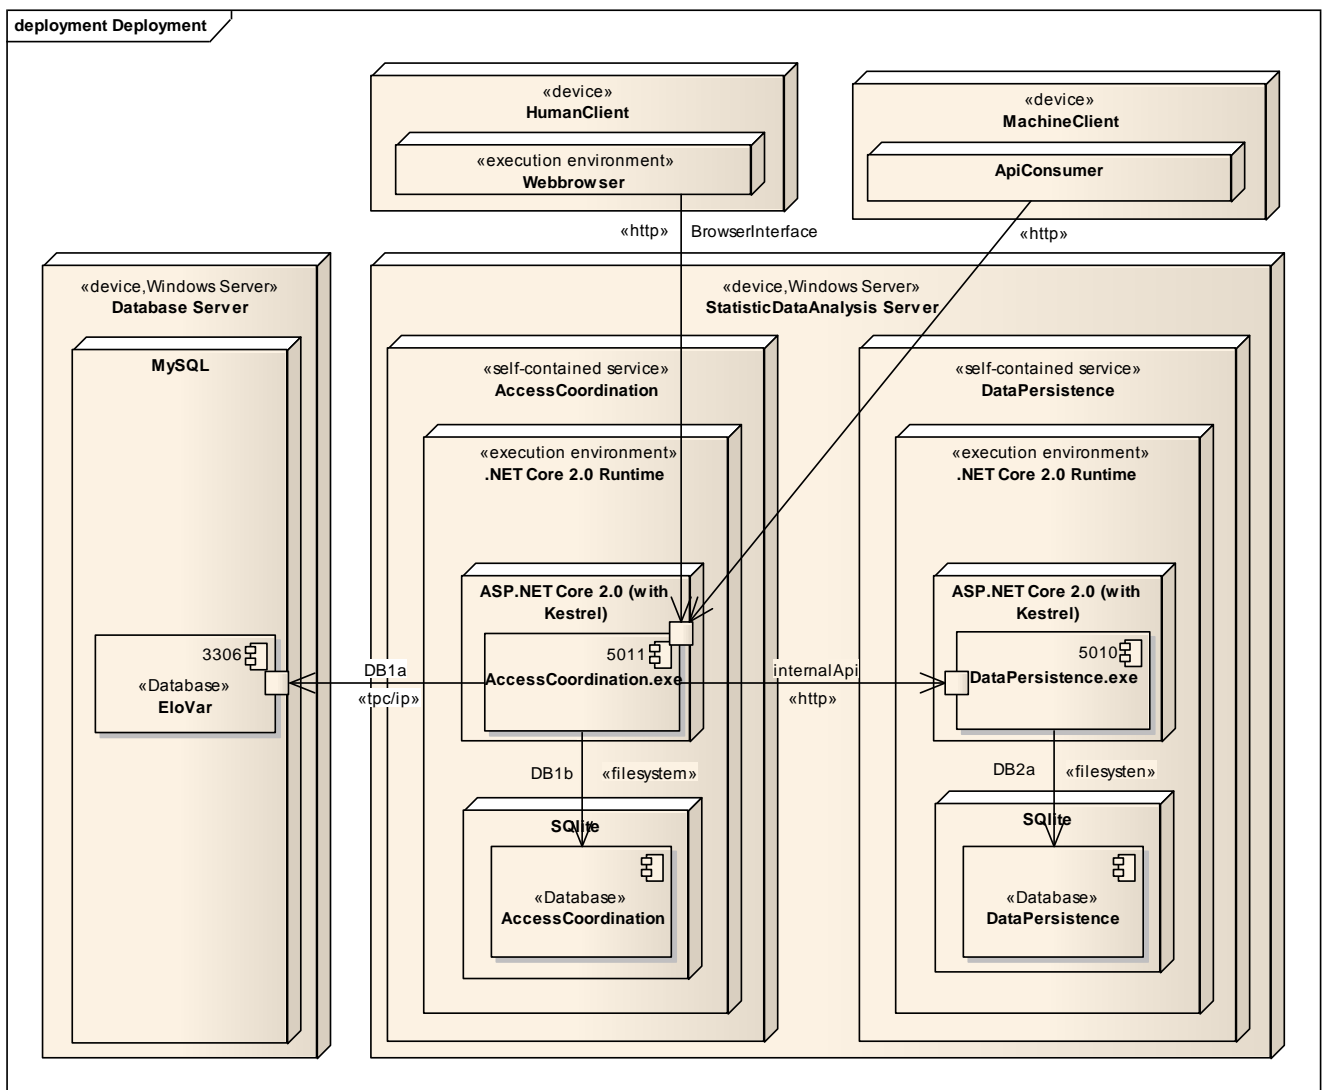 deployment Deployment
«device»
HumanClient
«execution environment»
Webbrowser
«device»
MachineClient
ApiConsumer
«http»
BrowserInterface
«http»
«device,Windows Server»
Database Server
MySQL
3306
«Database»
EloVar
«device,Windows Server»
StatisticDataAnalysis Server
«self-contained service»
AccessCoordination
«execution environment»
.NET Core 2.0 Runtime
ASP.NET Core 2.0 (with
Kestrel)
5011
AccessCoordination.exe
DB1a
«tpc/ip»
internalApi
«http»
DB1b
«filesystem»
SQlite
«Database»
AccessCoordination
«self-contained service»
DataPersistence
«execution environment»
.NET Core 2.0 Runtime
ASP.NET Core 2.0 (with
Kestrel)
5010
DataPersistence.exe
DB2a
«filesysten»
SQlite
«Database»
DataPersistence